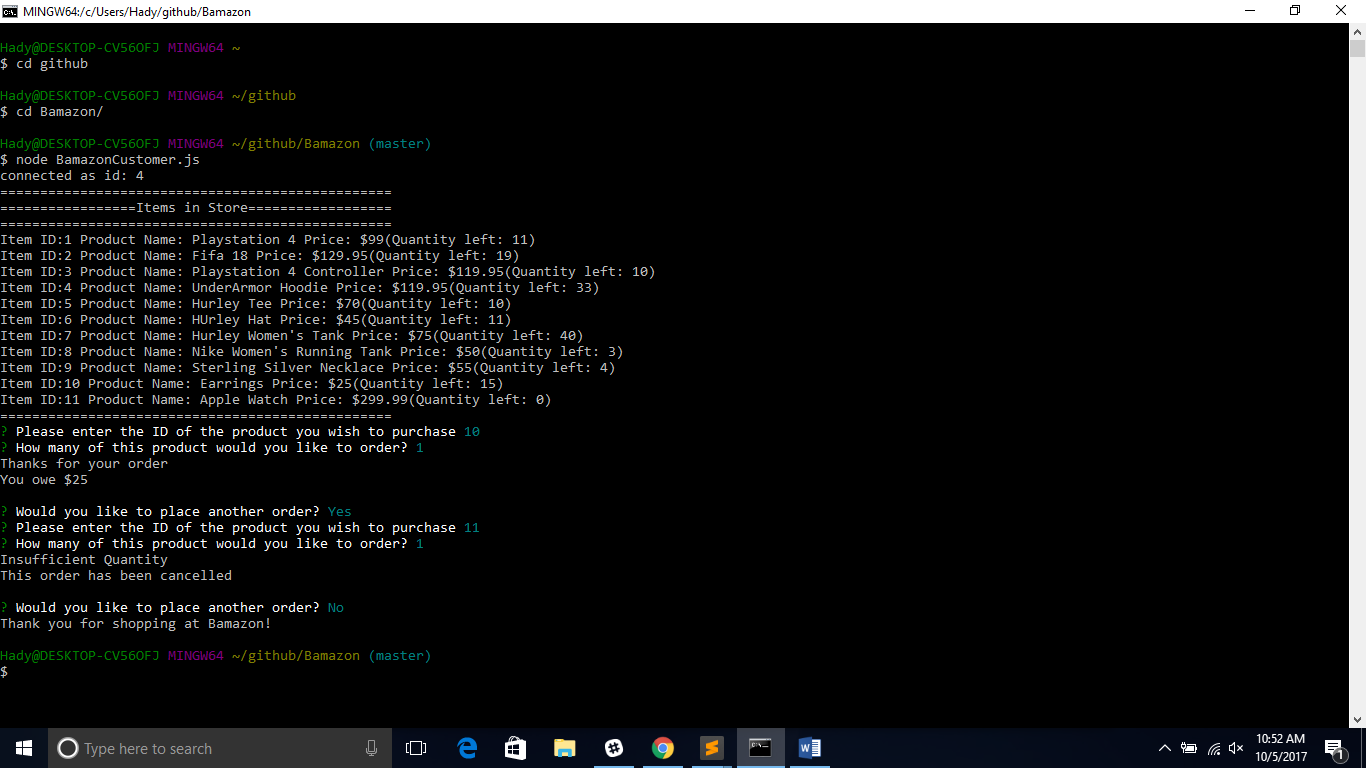 MINGW64:/c/Users/Hady/github/Bamazon
Hady@DESKTOP-CV56OFJ MINGW64 ~
$ cd github
Hady@DESKTOP-CV56OFJ MINGW64 ~/github
$ cd Bamazon/
Hady@DESKTOP-CV56OFJ MINGW64 ~/github/Bamazon (master)
$ node BamazonCustomer.js
connected as id: 4
=================================================
=================Items in Store==================
=================================================
Item ID:1 Product Name: Playstation 4 Price: $99(Quantity left: 11)
Item ID:2 Product Name: Fifa 18 Price: $129.95(Quantity left: 19)
Item ID:3 Product Name: Playstation 4 Controller Price: $119.95(Quantity left: 10)
Item ID:4 Product Name: UnderArmor Hoodie Price: $119.95(Quantity left: 33)
Item ID:5 Product Name: Hurley Tee Price: $70(Quantity left: 10)
Item ID:6 Product Name: HUrley Hat Price: $45(Quantity left: 11)
Item ID:7 Product Name: Hurley Women's Tank Price: $75(Quantity left: 40)
Item ID:8 Product Name: Nike Women's Running Tank Price: $50(Quantity left: 3)
Item ID:9 Product Name: Sterling Silver Necklace Price: $55(Quantity left: 4)
Item ID:10 Product Name: Earrings Price: $25(Quantity left: 15)
Item ID:11 Product Name: Apple Watch Price: $299.99(Quantity left: 0)
=================================================
? Please enter the ID of the product you wish to purchase 10
? How many of this product would you like to order? 1
Thanks for your order
You owe $25
? Would you like to place another order? Yes
? Please enter the ID of the product you wish to purchase 11
? How many of this product would you like to order? 1
Insufficient Quantity
This order has been cancelled
? Would you like to place another order? No
Thank you for shopping at Bamazon!
Hady@DESKTOP-CV56OFJ MINGW64 ~/github/Bamazon (master)
$
Type here to search
10:52 AM
10/5/2017
1